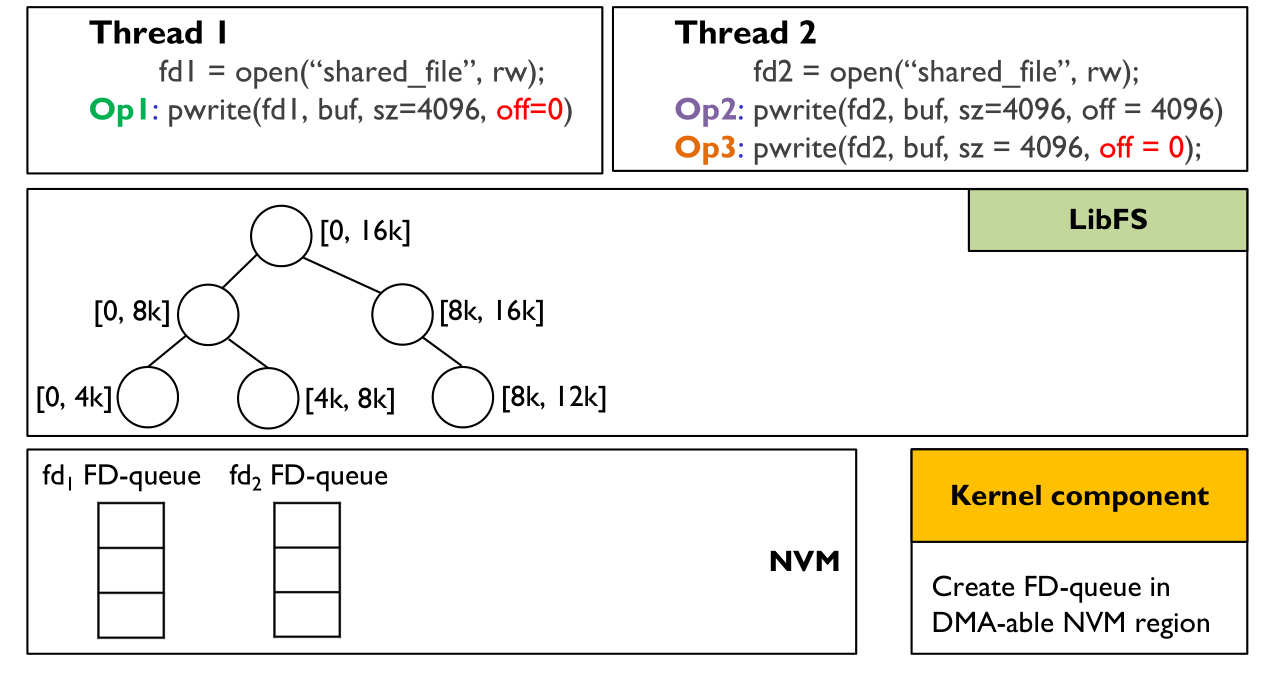 Thread 1
fd1 = open(“shared_file”, rw);
Op1: pwrite(fd1, buf, sz=4096, off=0)
Thread 2
fd2 = open(“shared_file”, rw);
Op2: pwrite(fd2, buf, sz=4096, off = 4096)
Op3: pwrite(fd2, buf, sz = 4096, off = 0);
LibFS
[0, 16k]
[0, 8k]
[8k, 16k]
[0, 4k]
[4k, 8k]
[8k, 12k]
fd₁ FD-queue
fd₂ FD-queue
NVM
Kernel component
Create FD-queue in
DMA-able NVM region